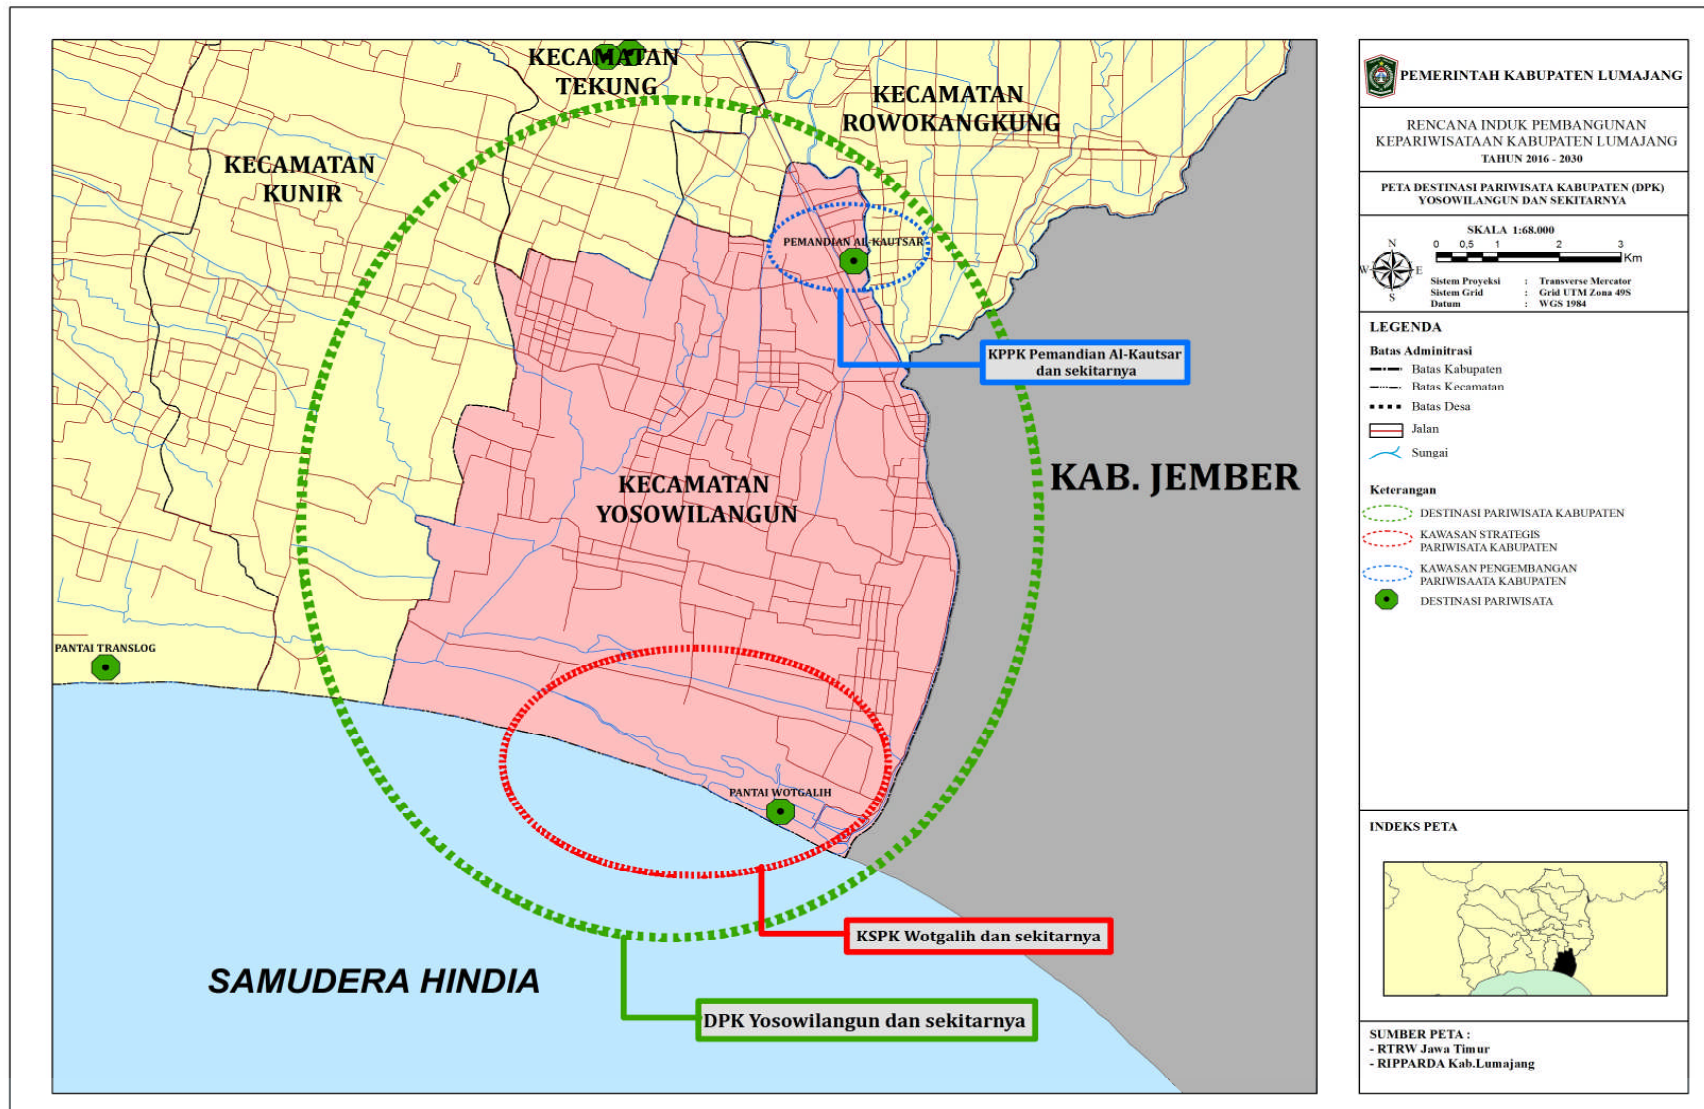 KECAMATAN
TEKUNG
KECAMATAN
ROWOKANGKUNG
KECAMATAN
KUNIR
PEMANDIAN AL-KAUTSAR
KPPK Pemandian Al-Kautsar
dan sekitarnya
KAB. JEMBER
KECAMATAN
YOSOWILANGUN
PANTAI TRANSLOG
PANTAI WOTGALIH
KSPK Wotgalih dan sekitarnya
SAMUDERA HINDIA
DPK Yosowilangun dan sekitarnya
PEMERINTAH KABUPATEN LUMAJANG
RENCANA INDUK PEMBANGUNAN
KEPARIWISATAAN KABUPATEN LUMAJANG
TAHUN 2016 - 2030
PETA DESTINASI PARIWISATA KABUPATEN (DPK)
YOSOWILANGUN DAN SEKITARNYA
SKALA 1:68.000
N
W E
S
0 0,5 1 2 3
Km
Sistem Proyeksi : Transverse Mercator
Sistem Grid : Grid UTM Zona 49S
Datum : WGS 1984
LEGENDA
Batas Adminitrasi
Batas Kabupaten
Batas Kecamatan
Batas Desa
Jalan
Sungai
Keterangan
DESTINASI PARIWISATA KABUPATEN
KAWASAN STRATEGIS
PARIWISATA KABUPATEN
KAWASAN PENGEMBANGAN
PARIWISAATA KABUPATEN
DESTINASI PARIWISATA
INDEKS PETA
SUMBER PETA :
- RTRW Jawa Timur
- RIPPARDA Kab.Lumajang